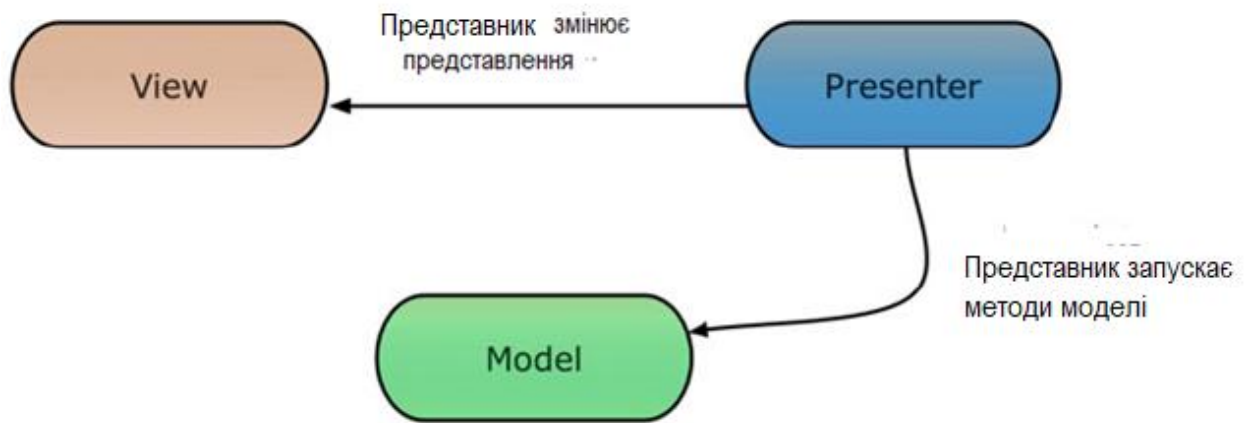 Представник змінює
представлення
View
Presenter
Представник запускає
методи моделі
Model